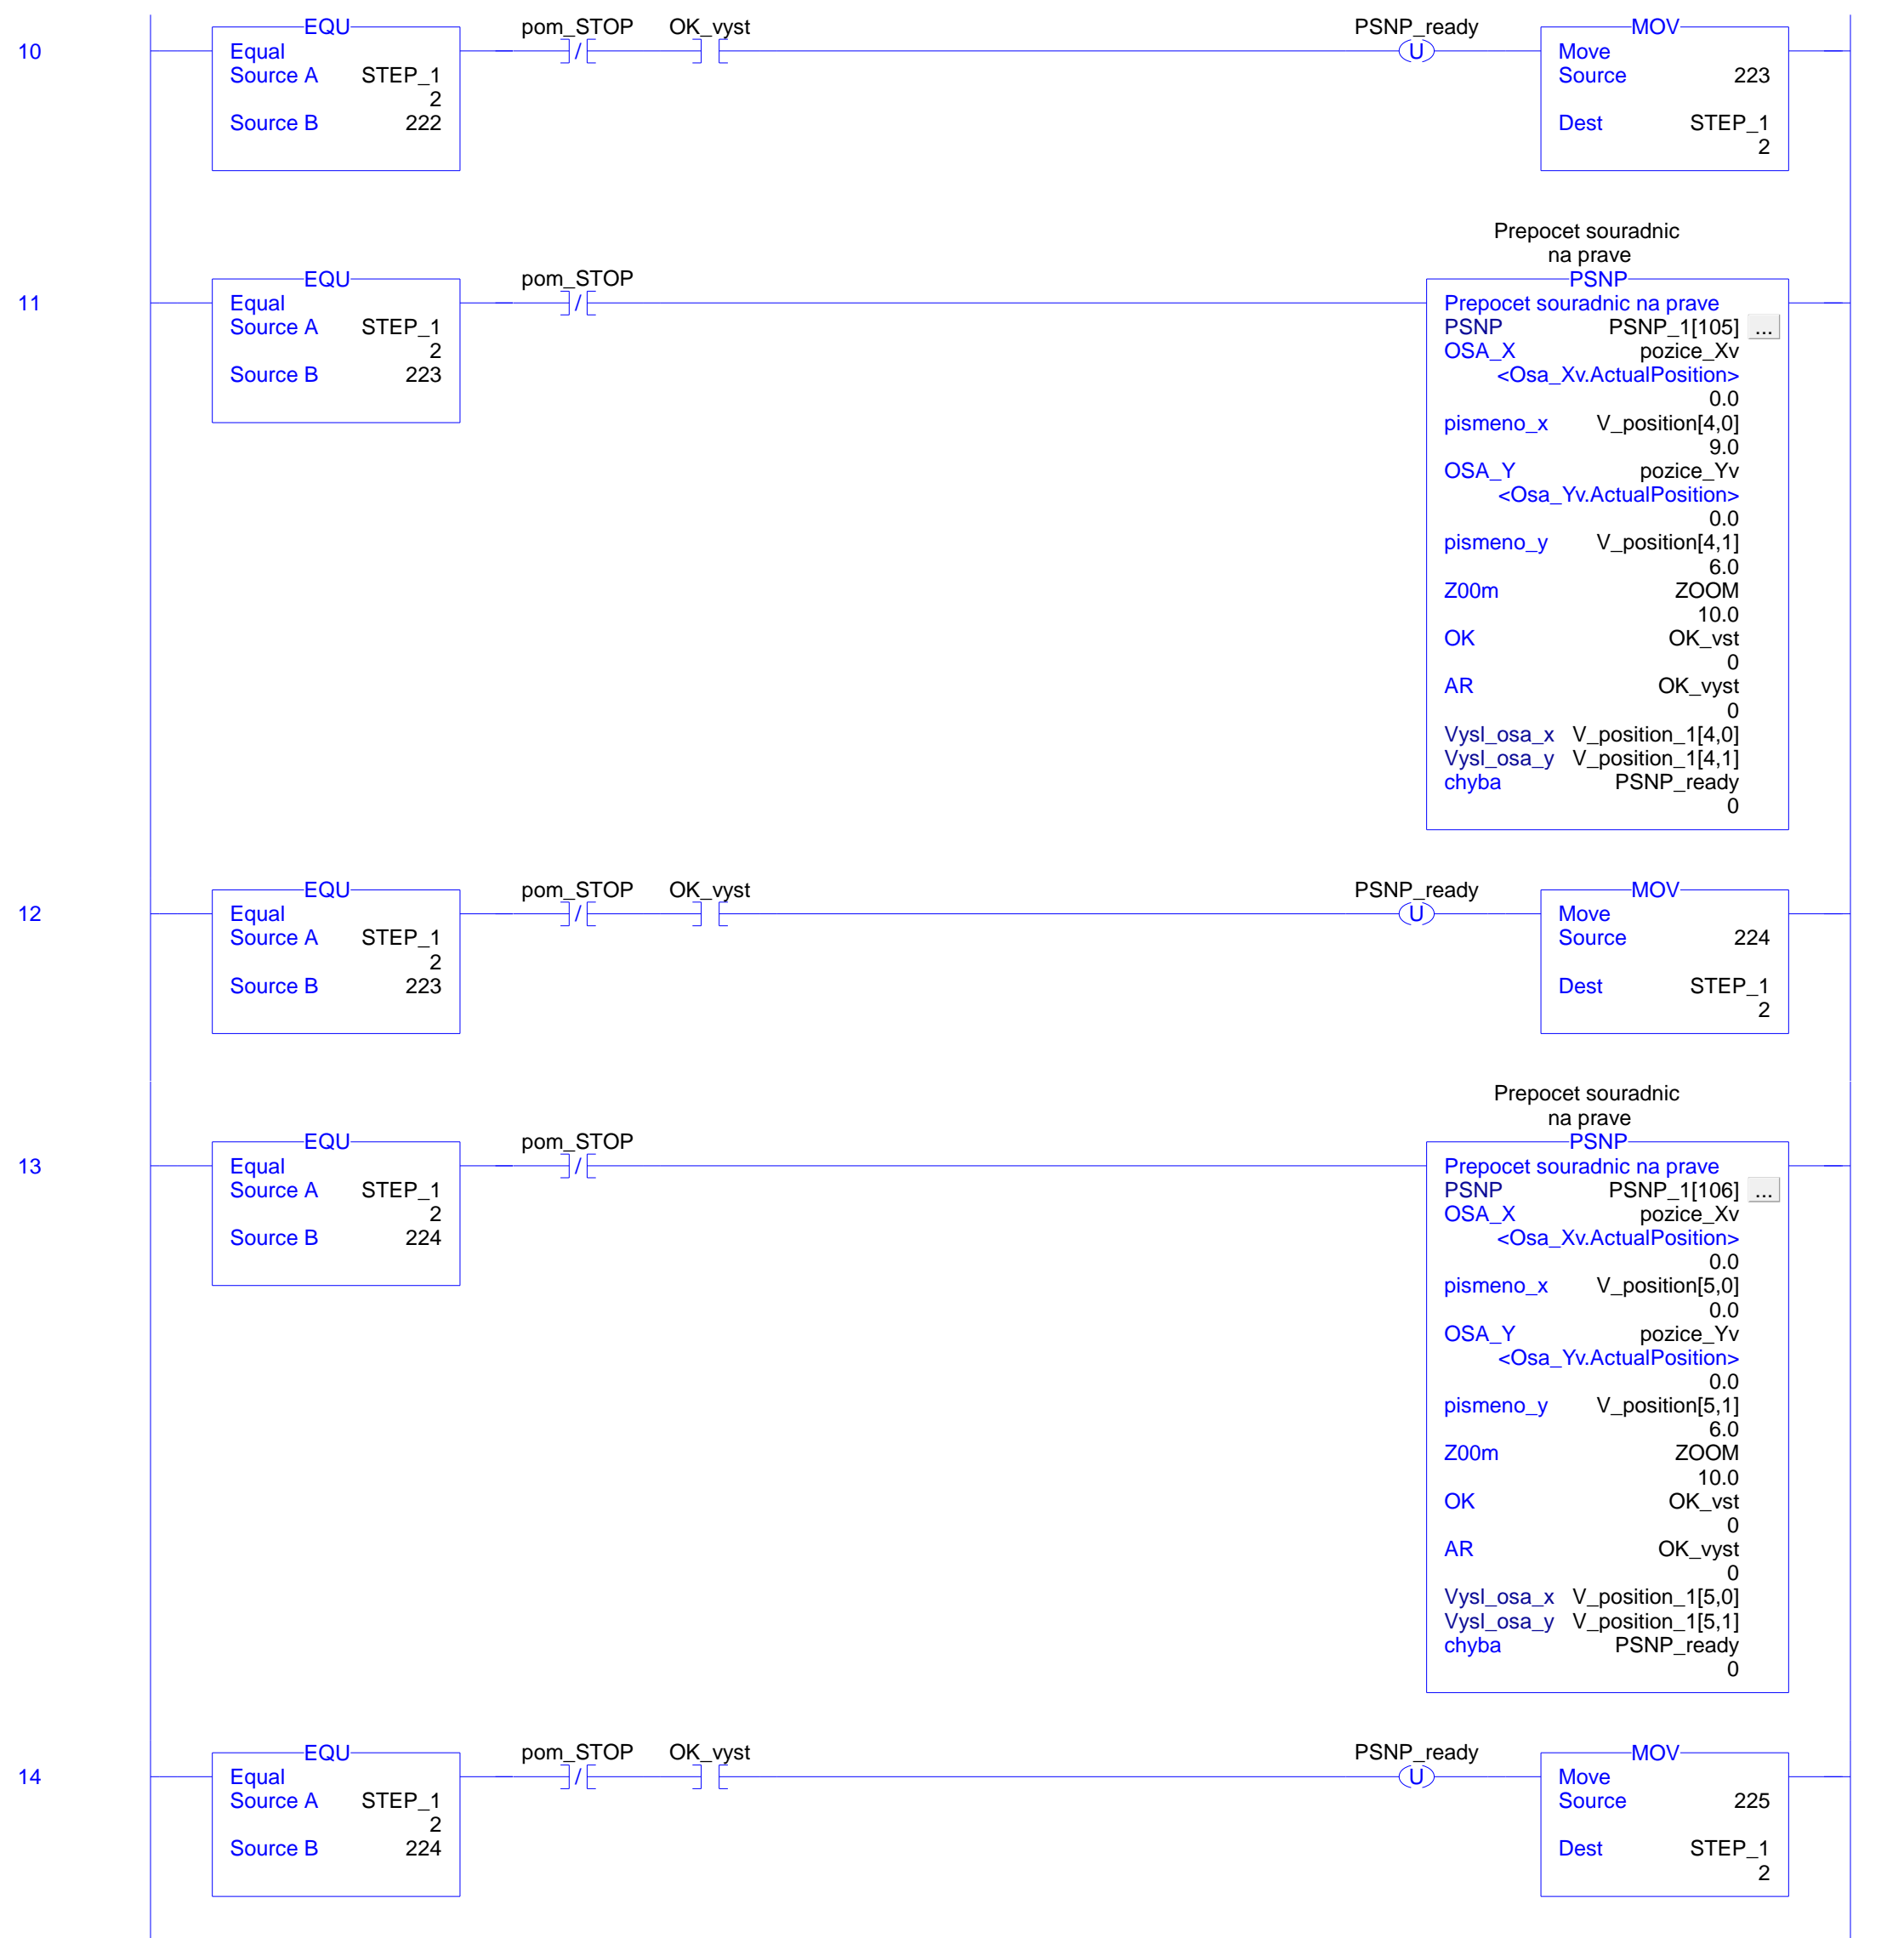 EQU pom_STOP OK_vyst PSNP_ready MOV
10 Equal / U Move
Source A STEP_1 Source 223
2
Source B 222 Dest STEP_1
2
Prepocet souradnic
na prave
EQU pom_STOP PSNP
11 Equal / Prepocet souradnic na prave
Source A STEP_1 PSNP PSNP_1[105] ...
2 OSA_X pozice_Xv
Source B 223 <Osa_Xv.ActualPosition>
0.0
pismeno_x V_position[4,0]
9.0
OSA_Y pozice_Yv
<Osa_Yv.ActualPosition>
0.0
pismeno_y V_position[4,1]
6.0
Z00m ZOOM
10.0
OK OK_vst
0
AR OK_vyst
0
Vysl_osa_x V_position_1[4,0]
Vysl_osa_y V_position_1[4,1]
chyba PSNP_ready
0
EQU pom_STOP OK_vyst PSNP_ready MOV
12 Equal / U Move
Source A STEP_1 Source 224
2
Source B 223 Dest STEP_1
2
Prepocet souradnic
na prave
EQU pom_STOP PSNP
13 Equal / Prepocet souradnic na prave
Source A STEP_1 PSNP PSNP_1[106] ...
2 OSA_X pozice_Xv
Source B 224 <Osa_Xv.ActualPosition>
0.0
pismeno_x V_position[5,0]
0.0
OSA_Y pozice_Yv
<Osa_Yv.ActualPosition>
0.0
pismeno_y V_position[5,1]
6.0
Z00m ZOOM
10.0
OK OK_vst
0
AR OK_vyst
0
Vysl_osa_x V_position_1[5,0]
Vysl_osa_y V_position_1[5,1]
chyba PSNP_ready
0
EQU pom_STOP OK_vyst PSNP_ready MOV
14 Equal / U Move
Source A STEP_1 Source 225
2
Source B 224 Dest STEP_1
2